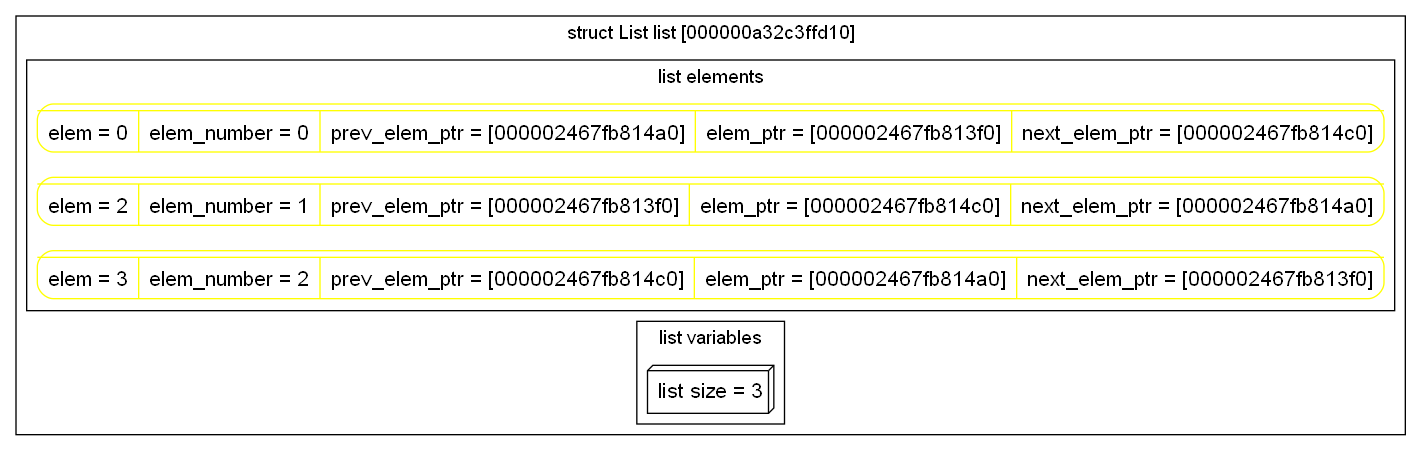 struct List list [000000a32c3ffd10]
list elements
elem = 0 elem_number = 0 prev_elem_ptr = [000002467fb814a0] elem_ptr = [000002467fb813f0] next_elem_ptr = [000002467fb814c0]
elem = 2 elem_number = 1 prev_elem_ptr = [000002467fb813f0] elem_ptr = [000002467fb814c0] next_elem_ptr = [000002467fb814a0]
elem = 3 elem_number = 2 prev_elem_ptr = [000002467fb814c0] elem_ptr = [000002467fb814a0] next_elem_ptr = [000002467fb813f0]
list variables
list size = 3